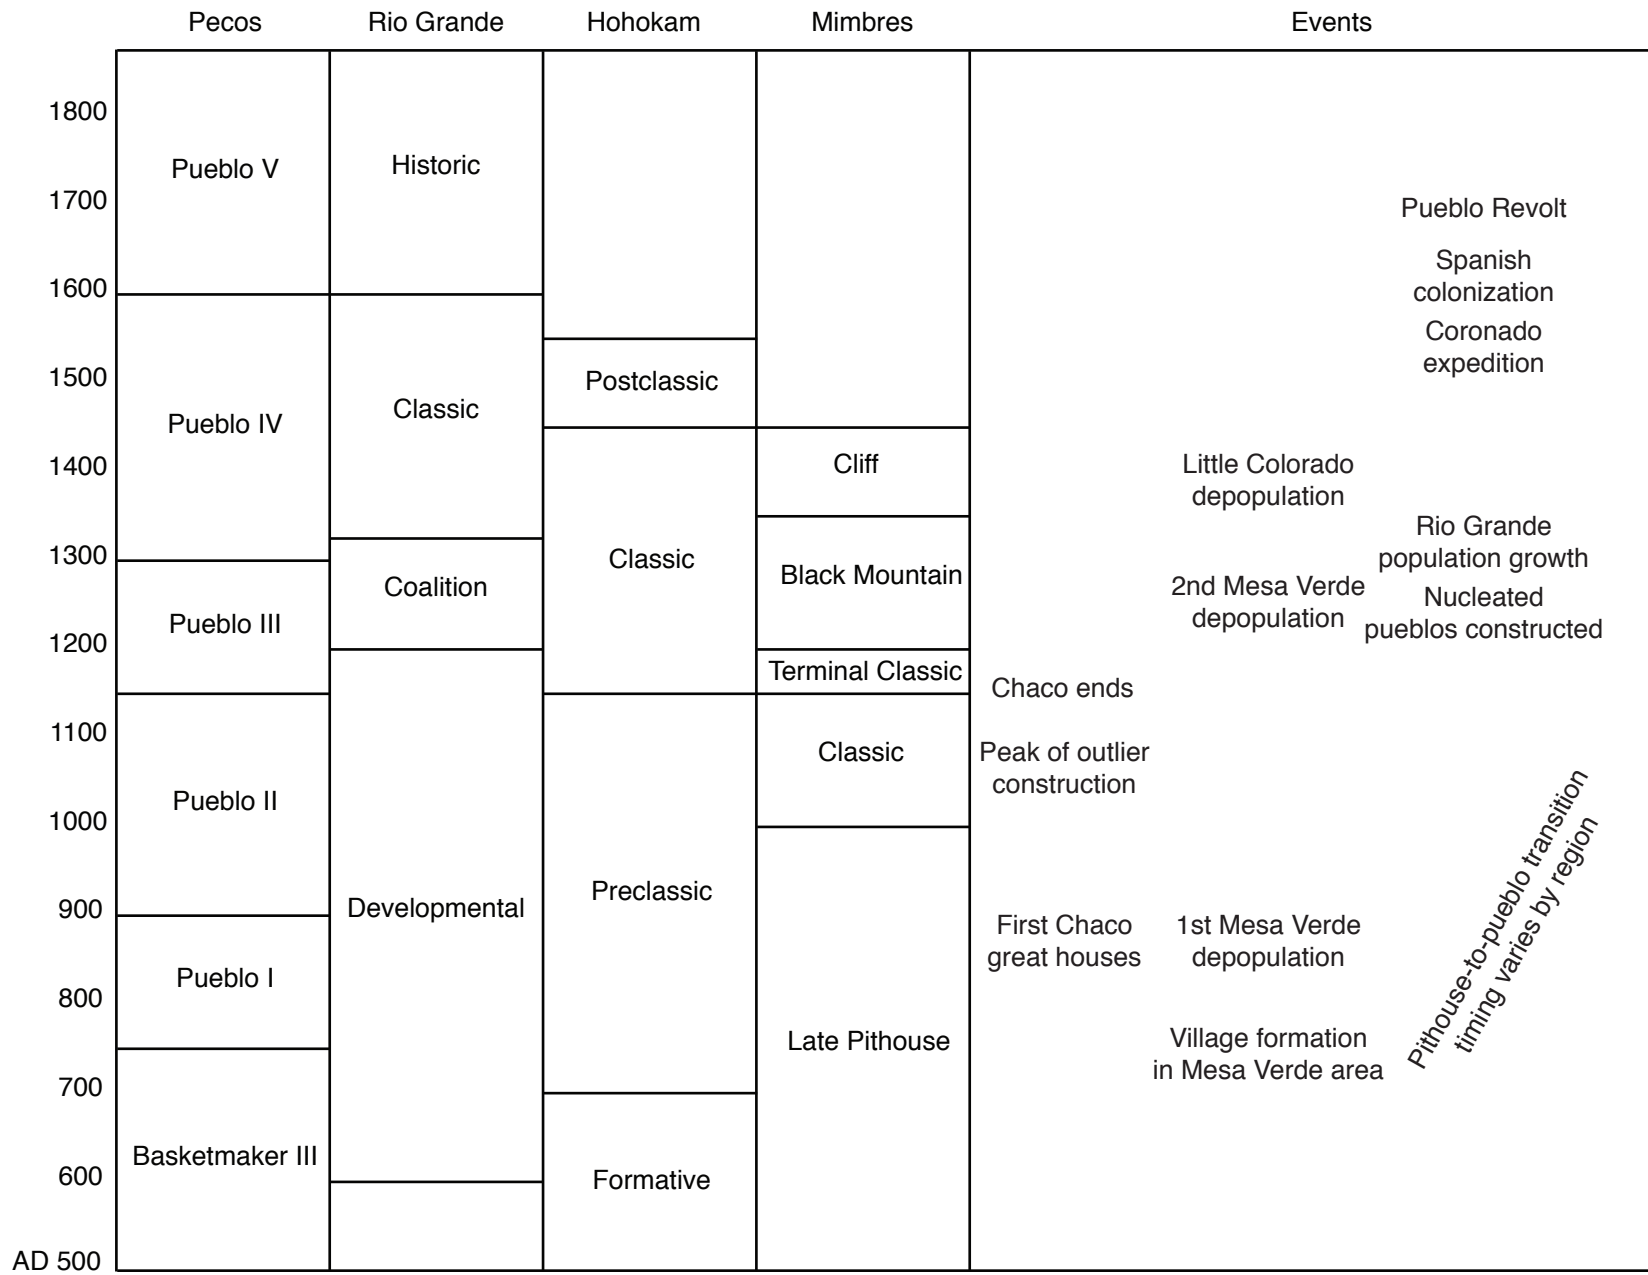 Pecos
Rio Grande
Hohokam
Mimbres
Events
1800
1700
1600
1500
1400
1300
1200
1100
1000
900
800
700
600
AD 500
Pueblo V
Pueblo IV
Pueblo III
Pueblo II
Pueblo I
Basketmaker III
Historic
Classic
Coalition
Developmental
Postclassic
Classic
Preclassic
Formative
Cliff
Black Mountain
Terminal Classic
Classic
Late Pithouse
Chaco ends
Peak of outlier
construction
First Chaco
great houses
Little Colorado
depopulation
2nd Mesa Verde
depopulation
1st Mesa Verde
depopulation
Village formation
in Mesa Verde area
Pueblo Revolt
Spanish
colonization
Coronado
expedition
Rio Grande
population growth
Nucleated
pueblos constructed
Pithouse-to-pueblo transition
timing varies by region